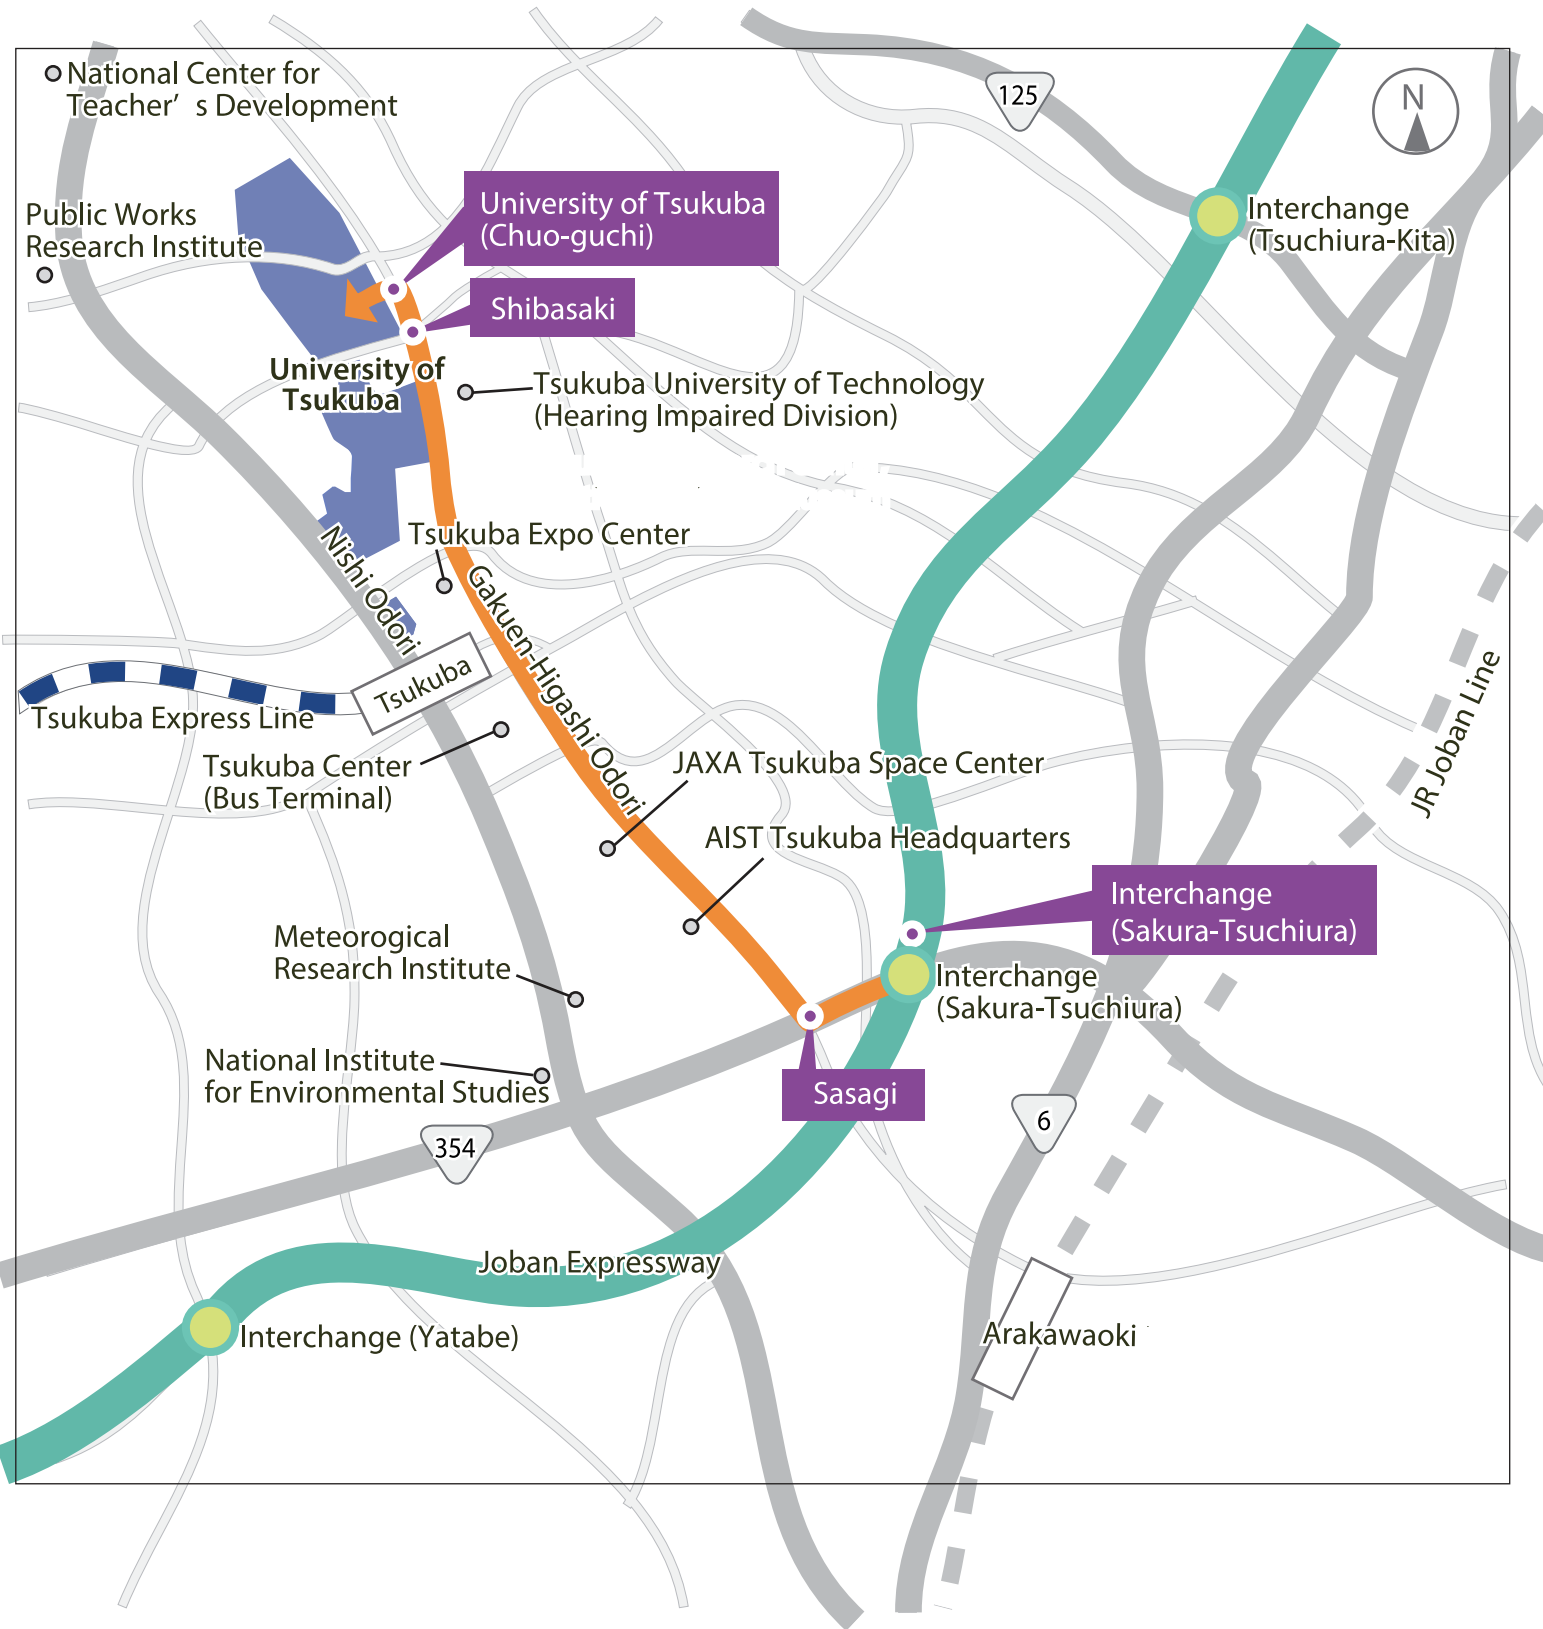 National Center for
Teacher’ s Development
125
N
Public Works
Research Institute
University of Tsukuba
(Chuo-guchi)
Interchange
(Tsuchiura-Kita)
Shibasaki
University of
Tsukuba
Tsukuba University of Technology
(Hearing Impaired Division)
Tsukuba Expo Center
Nishi Odori
Gakuen-Higashi Odori
Tsukuba
Tsukuba Express Line
JR Joban Line
Tsukuba Center
(Bus Terminal)
JAXA Tsukuba Space Center
AIST Tsukuba Headquarters
Interchange
(Sakura-Tsuchiura)
Meteorogical
Research Institute
Interchange
(Sakura-Tsuchiura)
National Institute
for Environmental Studies
Sasagi
6
354
Joban Expressway
Interchange (Yatabe)
Arakawaoki